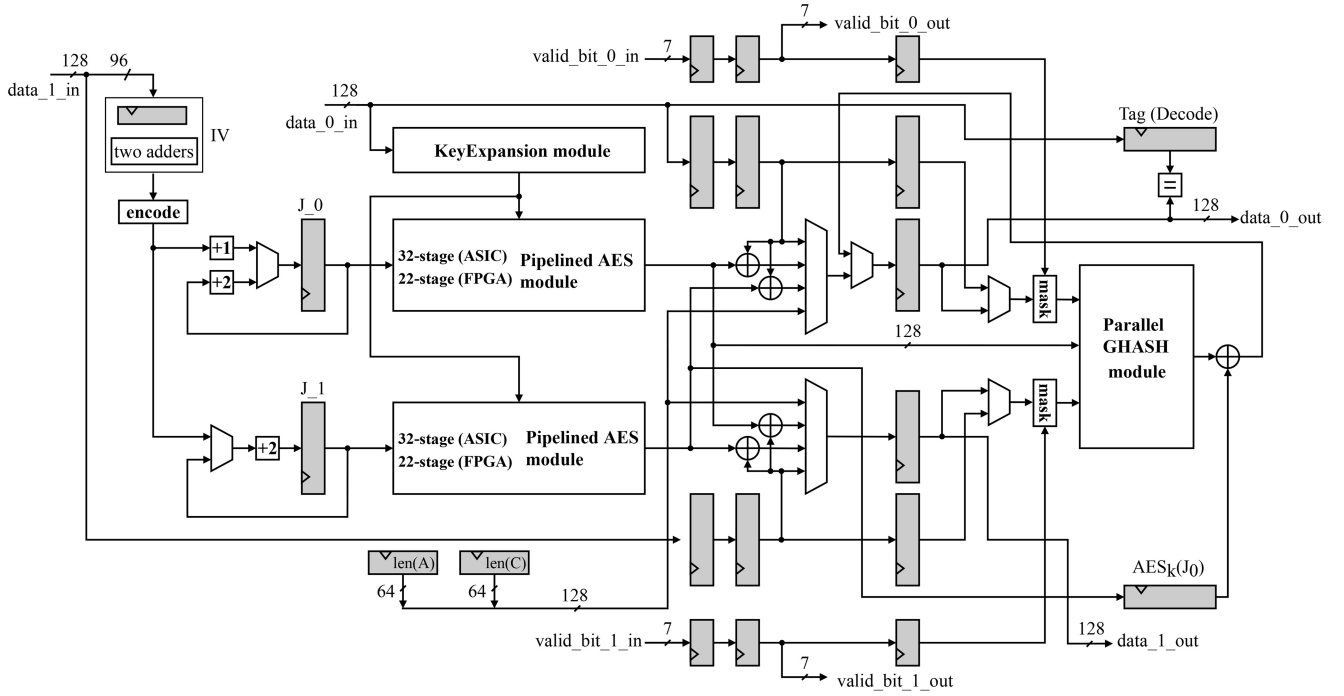 7
valid_bit_0_out
valid_bit_0_in
7
128
96
data_1_in
IV
two adders
encode
128
data_0_in
KeyExpansion module
Tag (Decode)
=
128
data_0_out
J_0
+1
+2
32-stage (ASIC)
22-stage (FPGA)
Pipelined AES
module
mask
128
Parallel
GHASH
module
J_1
+2
32-stage (ASIC)
22-stage (FPGA)
Pipelined AES
module
mask
len(A)
len(C)
64
64
128
AESk(J0)
valid_bit_1_in
7
128
data_1_out
7
valid_bit_1_out